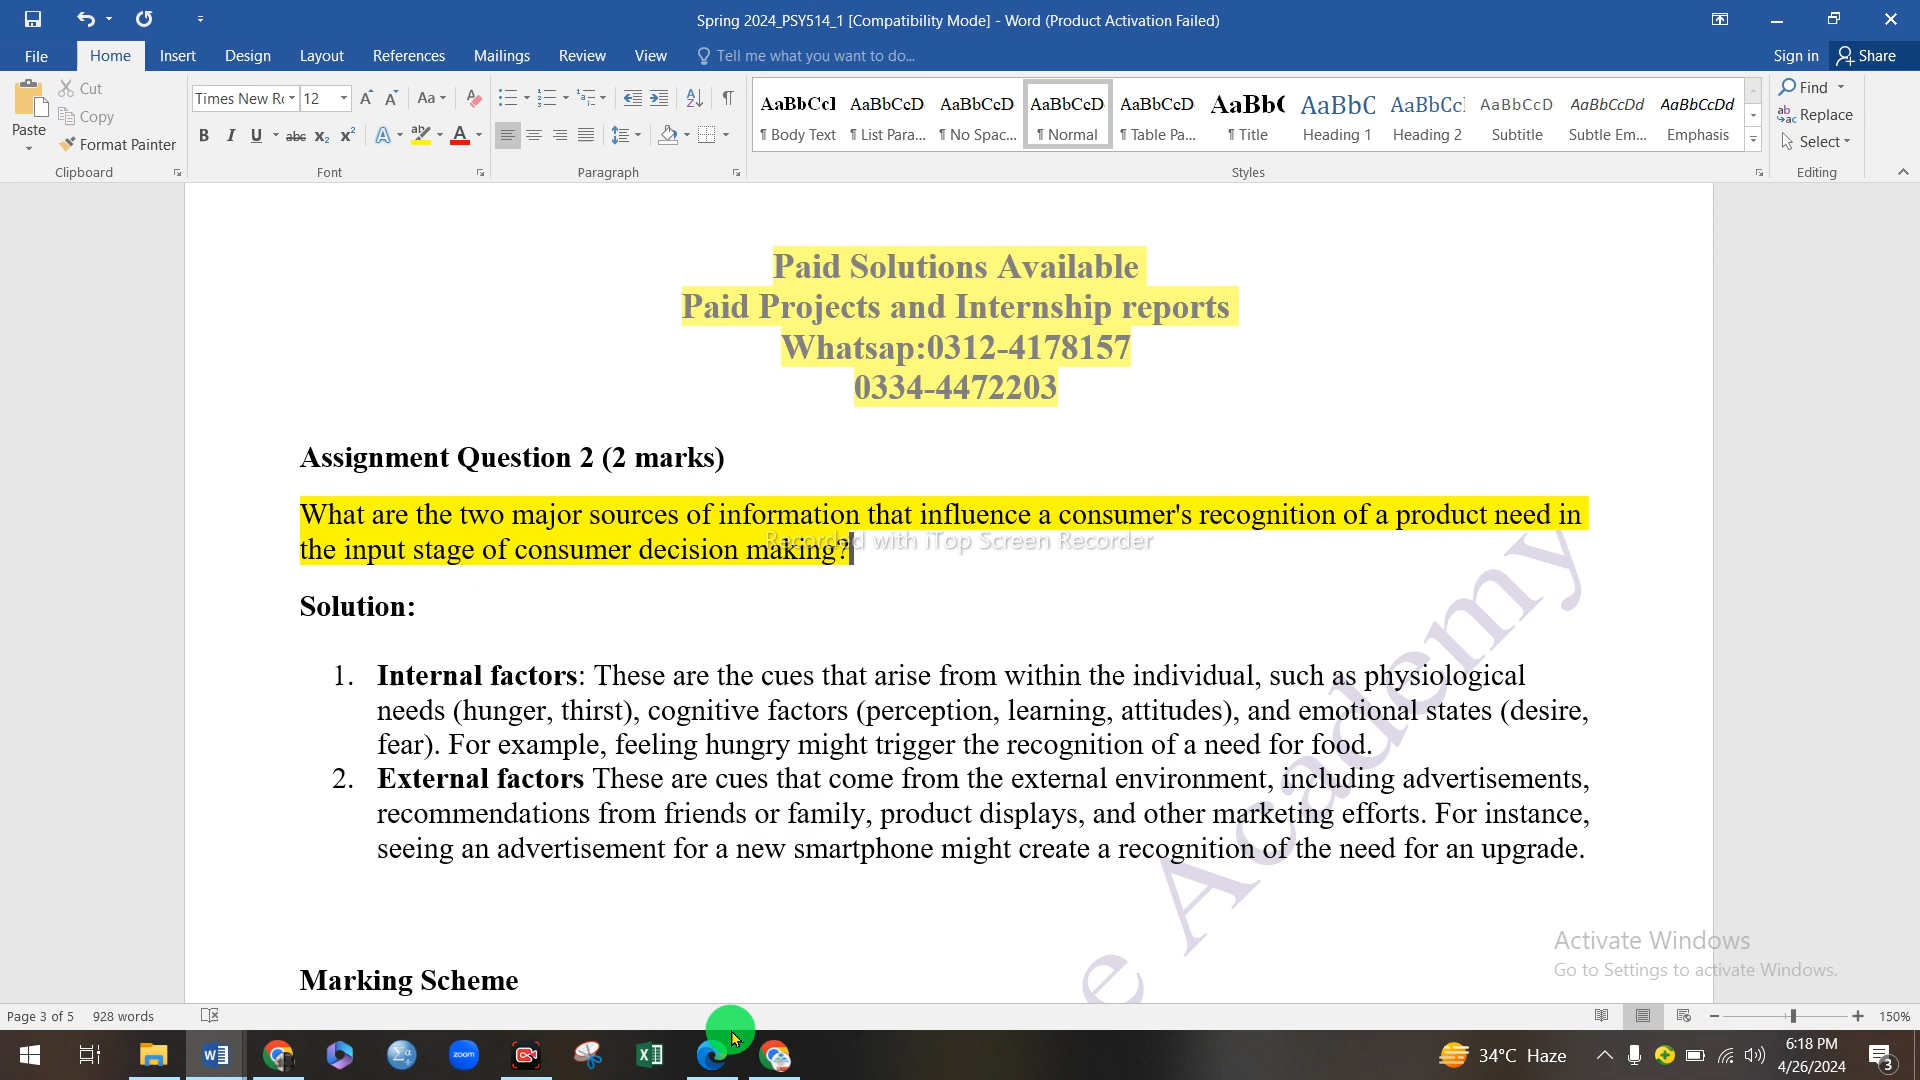 Spring 2024_PSY514_1 [Compatibility Mode] - Word (Product Activation Failed)
File Home Insert Design Layout References Mailings Review View Tell me what you want to do... Sign in Share
Paste
Cut
Copy
Format Painter
Clipboard
Times New Ro 12
Aa
B I U abc X₂ X² A A
Font
Paragraph
AaBbCcI AaBbCcD AaBbCcD AaBbCcD AaBbCcD AaBb( AaBbC AaBbCc AaBbCcD AaBbCcDd AaBbCcDd
¶ Body Text ¶ List Para... ¶ No Spac... ¶ Normal ¶ Table Pa... ¶ Title Heading 1 Heading 2 Subtitle Subtle Em... Emphasis
Styles
Find
Replace
Select
Editing
Paid Solutions Available
Paid Projects and Internship reports
Whatsap:0312-4178157
0334-4472203
Assignment Question 2 (2 marks)
What are the two major sources of information that influence a consumer's recognition of a product need in
the input stage of consumer decision making?
Recorded with iTop Screen Recorder
Solution:
1. Internal factors: These are the cues that arise from within the individual, such as physiological
needs (hunger, thirst), cognitive factors (perception, learning, attitudes), and emotional states (desire,
fear). For example, feeling hungry might trigger the recognition of a need for food.
2. External factors These are cues that come from the external environment, including advertisements,
recommendations from friends or family, product displays, and other marketing efforts. For instance,
seeing an advertisement for a new smartphone might create a recognition of the need for an upgrade.
e Academy
Marking Scheme
Activate Windows
Go to Settings to activate Windows.
Page 3 of 5 928 words 150%
zoom
34°C Haze
6:18 PM
4/26/2024
3